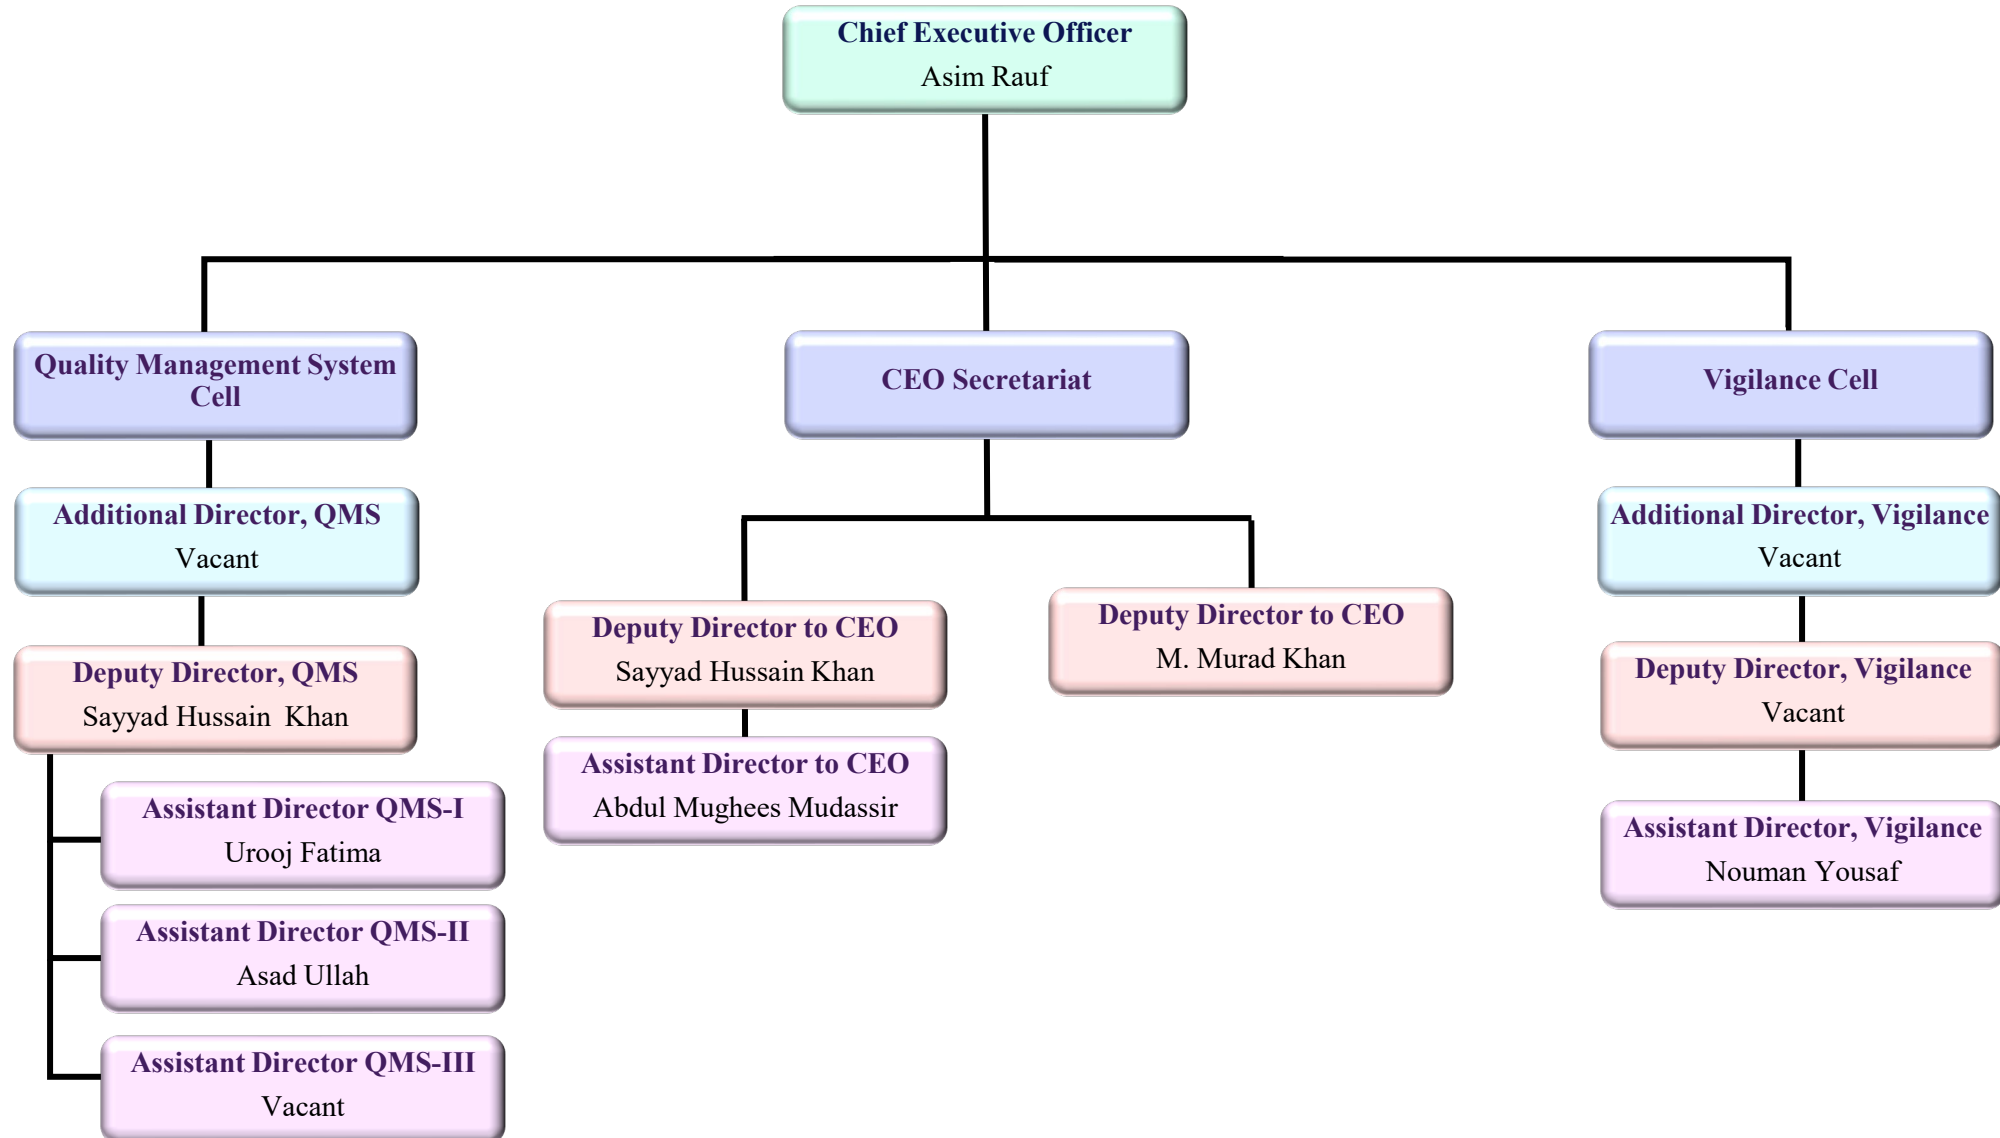 Chief Executive Officer
Asim Rauf
Quality Management System
Cell
Additional Director, QMS
Vacant
Deputy Director, QMS
Sayyad Hussain  Khan
Assistant Director QMS-I
Urooj Fatima
Assistant Director QMS-II
Asad Ullah
Assistant Director QMS-III
Vacant
CEO Secretariat
Deputy Director to CEO
Sayyad Hussain Khan
Assistant Director to CEO
Abdul Mughees Mudassir
Deputy Director to CEO
M. Murad Khan
Vigilance Cell
Additional Director, Vigilance
Vacant
Deputy Director, Vigilance
Vacant
Assistant Director, Vigilance
Nouman Yousaf